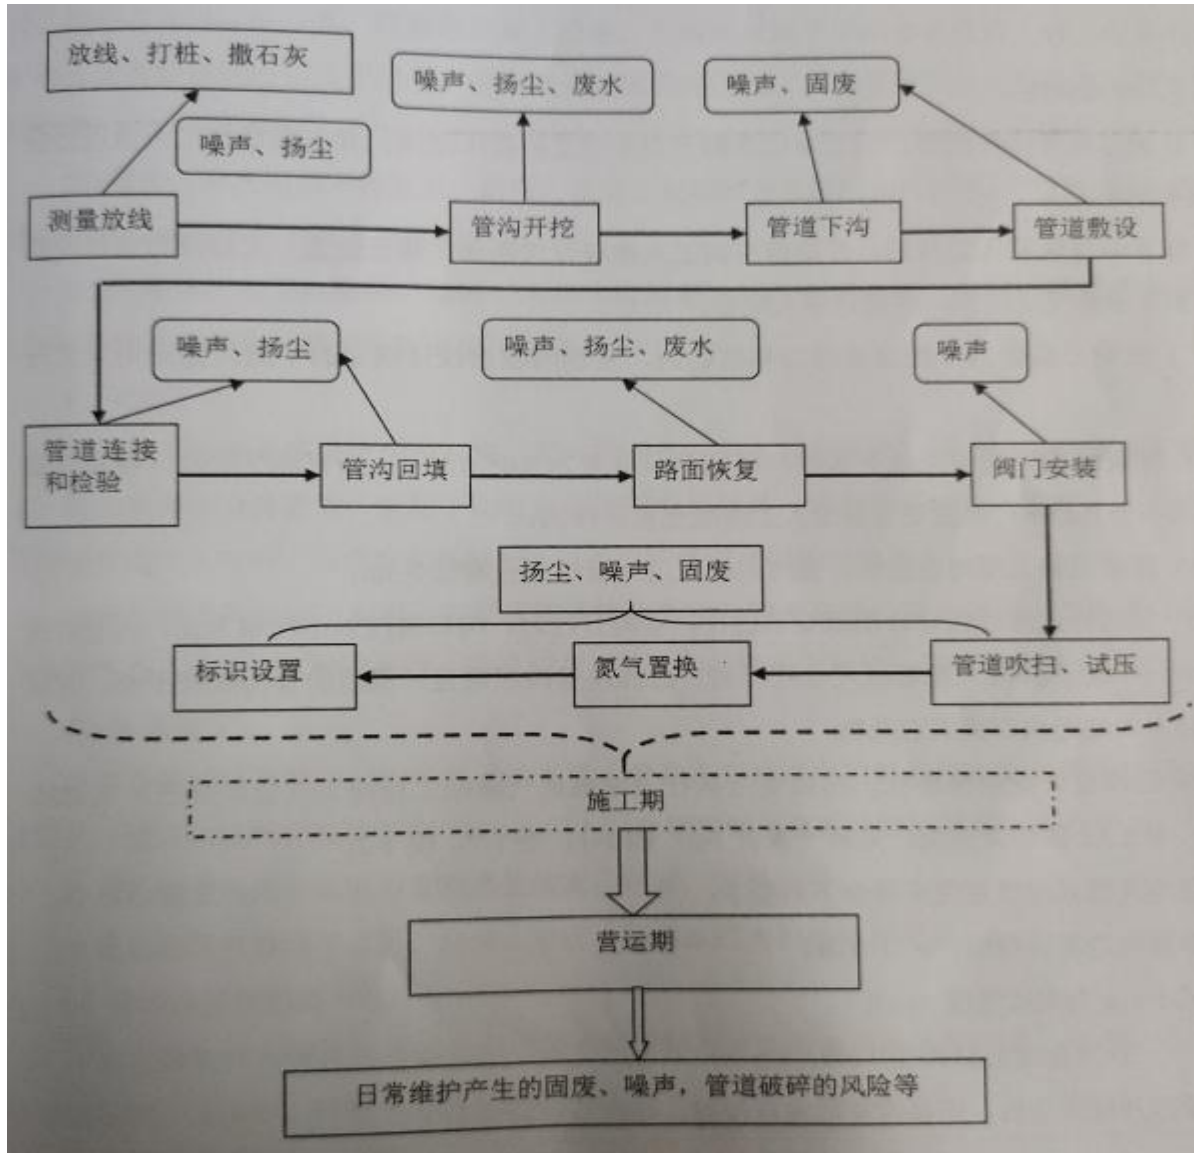 放线、打桩、撒石灰
噪声、扬尘、废水
噪声、固废
噪声、扬尘
测量放线
管沟开挖
管道下沟
管道敷设
噪声、扬尘
噪声、扬尘、废水
噪声
管道连接
和检验
管沟回填
路面恢复
阀门安装
扬尘、噪声、固废
标识设置
氮气置换
管道吹扫、试压
施工期
营运期
日常维护产生的固废、噪声，管道破碎的风险等